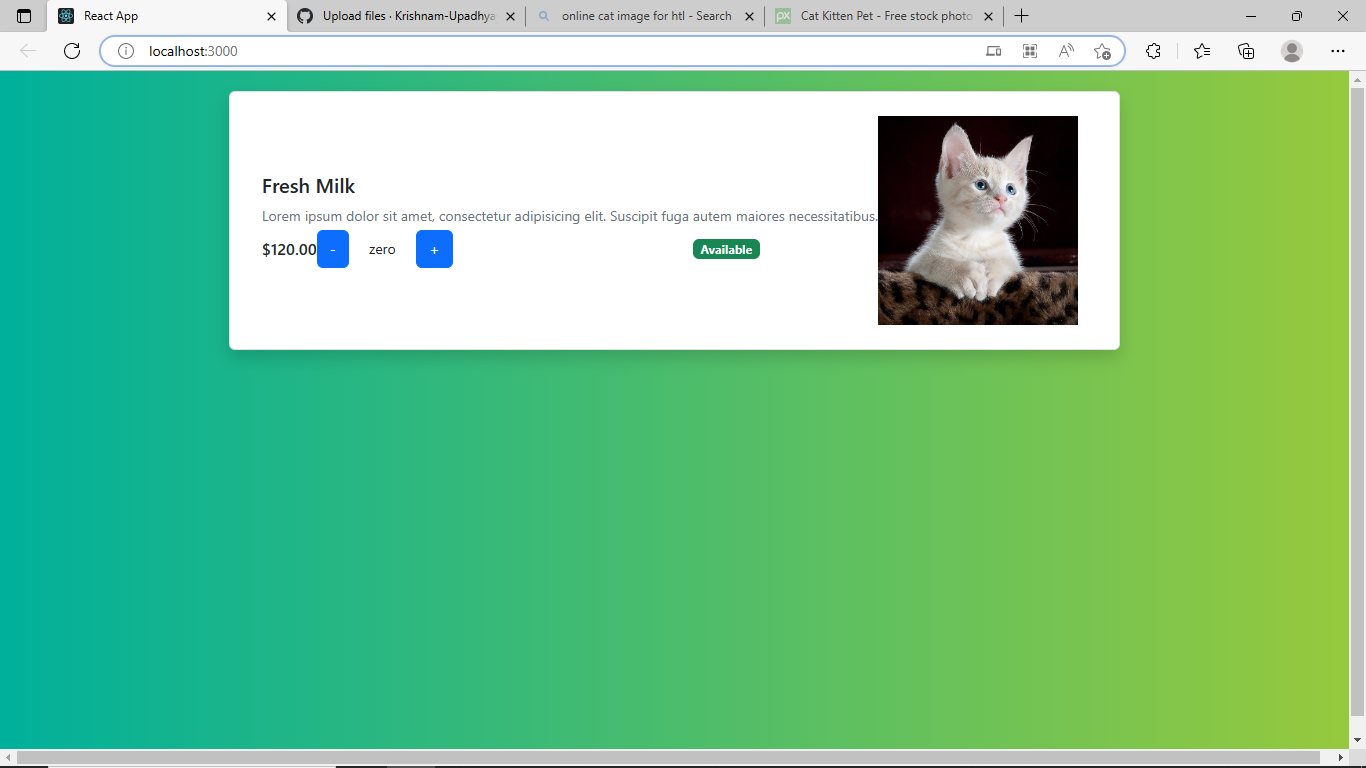 React App
Upload files · Krishnam-Upadhya
online cat image for htl - Search
Cat Kitten Pet - Free stock photo
localhost:3000
Fresh Milk
Lorem ipsum dolor sit amet, consectetur adipisicing elit. Suscipit fuga autem maiores necessitatibus.
$120.00 - zero + Available